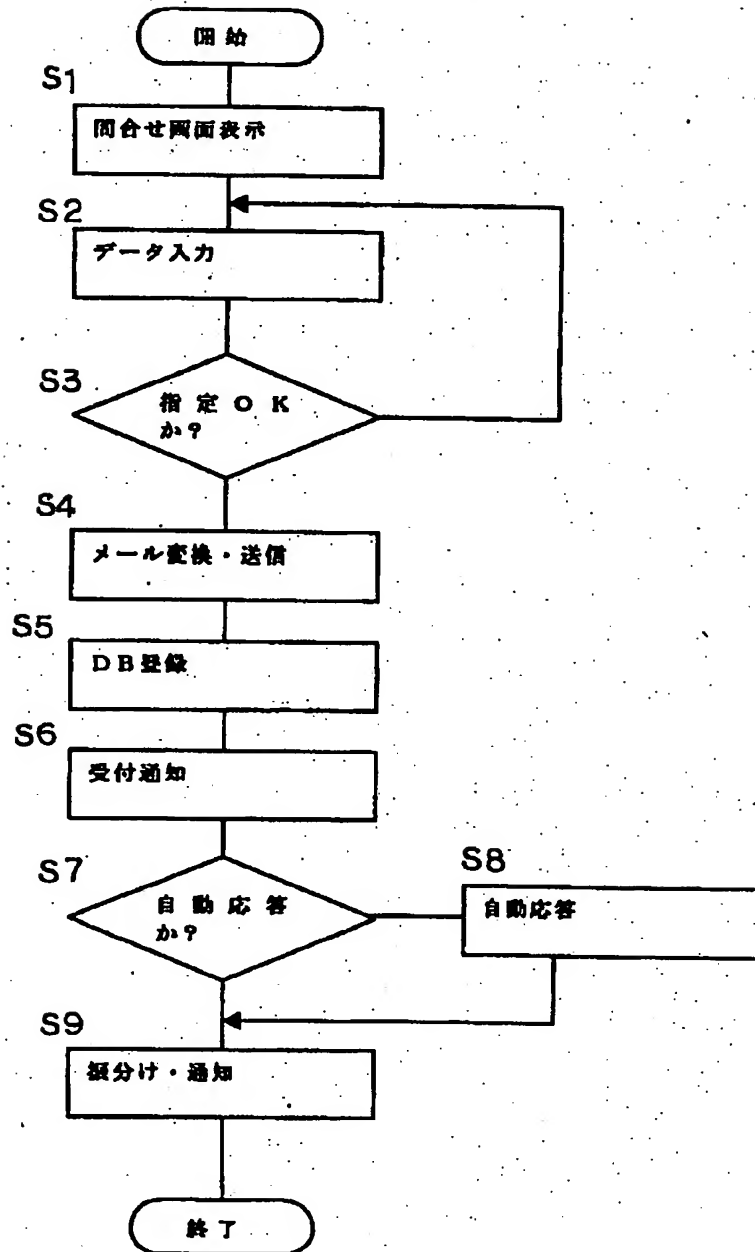 開始
S1
問合せ画面表示
S2
データ入力
S3
指定OK
か?
S4
メール変換・送信
S5
DB登録
S6
受付通知
S7
自動応答
か?
S8
自動応答
S9
振分け・通知
終了